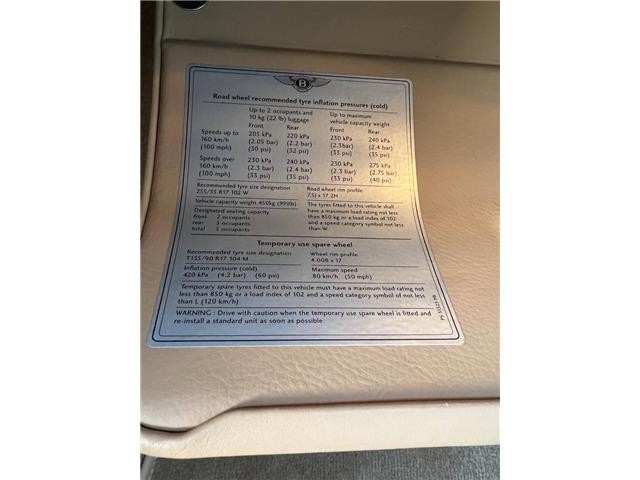 B
Road wheel recommended tyre inflation pressures (cold)
Up to 2 occupants and Up to maximum
10 kg (22 lb) luggage vehicle capacity weight
Front Rear Front Rear
Speeds up to 205 kPa 220 kPa 230 kPa 240 kPa
160 km/h (2.05 bar) (2.2 bar) (2.3bar) (2.4 bar)
(100 mph) (30 psi) (32 psi) (33 psi) (35 psi)
Speeds over 230 kPa 240 kPa 230 kPa 275 kPa
160 km/h (2.3 bar) (2.4 bar) (2.3 bar) (2.75 bar)
(100 mph) (33 psi) (35 psi) (33 psi) (40 psi)
Recommended tyre size designation
255/55 R17 102 W
Road wheel rim profile
7.5J x 17 2H
Vehicle capacity weight 450kg (990lb)
Designated seating capacity
front 2 occupants
rear 3 occupants
total 5 occupants
The tyres fitted to this vehicle shall
have a maximum load rating not less
than 850 kg or a load index of 102 and
a speed category symbol not less
than W.
Temporary use spare wheel
Recommended tyre size designation
T155/90 R17 104 M
Wheel rim profile
4.00B x 17
Inflation pressure (cold)
420 kPa (4.2 bar) (60 psi)
Maximum speed
80 km/h (50 mph)
Temporary spare tyres fitted to this vehicle must have a maximum load rating not
less than 850 kg or a load index of 102 and a speed category symbol of not less
than L (120 km/h)
WARNING : Drive with caution when the temporary use spare wheel is fitted and
re-install a standard unit as soon as possible